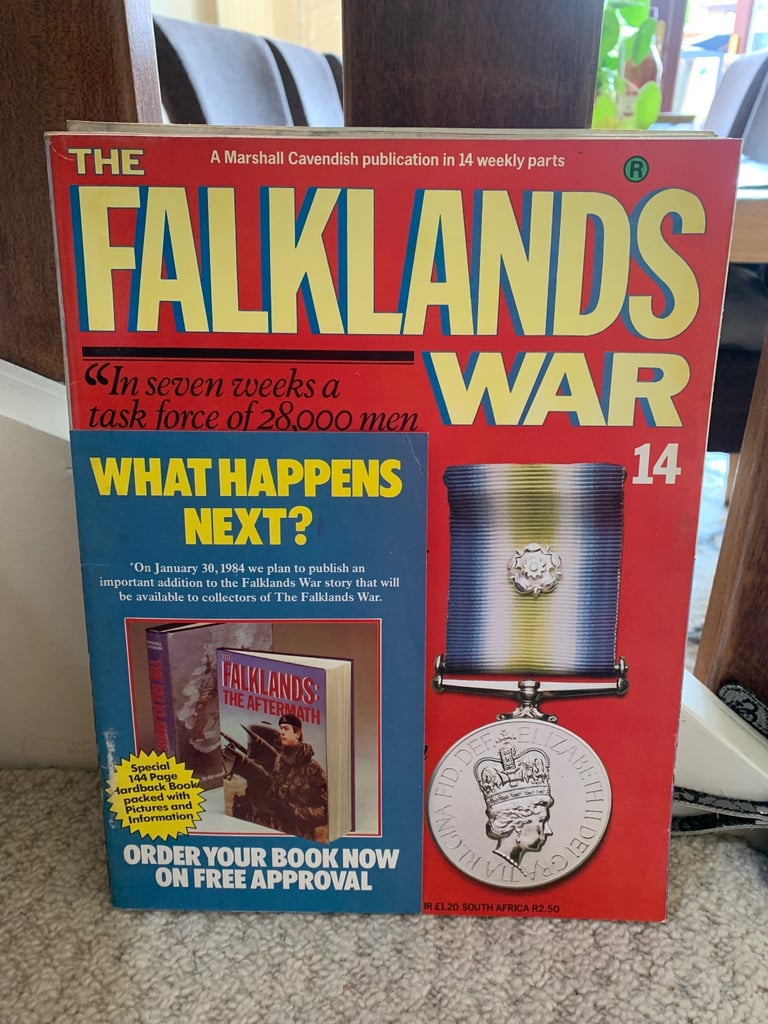 THE
A Marshall Cavendish publication in 14 weekly parts
®
FALKLANDS
WAR
“In seven weeks a
task force of 28,000 men
14
WHAT HAPPENS
NEXT?
*On January 30, 1984 we plan to publish an
important addition to the Falklands War story that will
be available to collectors of The Falklands War.
THE
FALKLANDS:
THE AFTERMATH
Special
144 Page
Hardback Book
packed with
Pictures and
Information
ORDER YOUR BOOK NOW
ON FREE APPROVAL
ELIZABETH II DEI GRATIA REGINA FID. DEF.
IR £1.20 SOUTH AFRICA R2.50